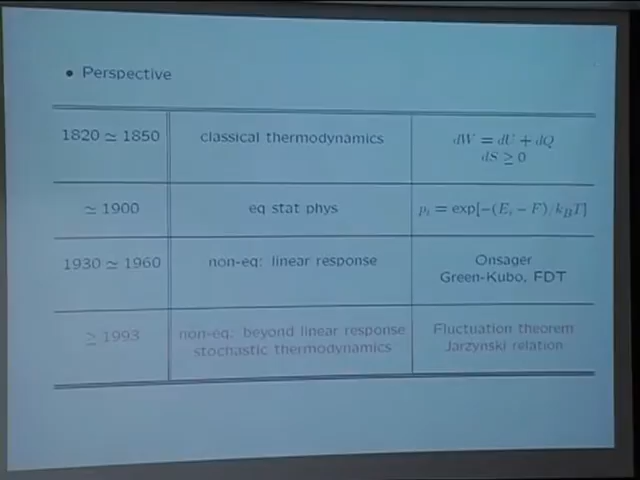 • Perspective
1820 ≃ 1850
classical thermodynamics
dW = dU + dQ
dS ≥ 0
≃ 1900
eq stat phys
p_i = exp[−(E_i − F)/k_BT]
1930 ≃ 1960
non-eq: linear response
Onsager
Green-Kubo, FDT
≥ 1993
non-eq: beyond linear response
stochastic thermodynamics
Fluctuation theorem
Jarzynski relation